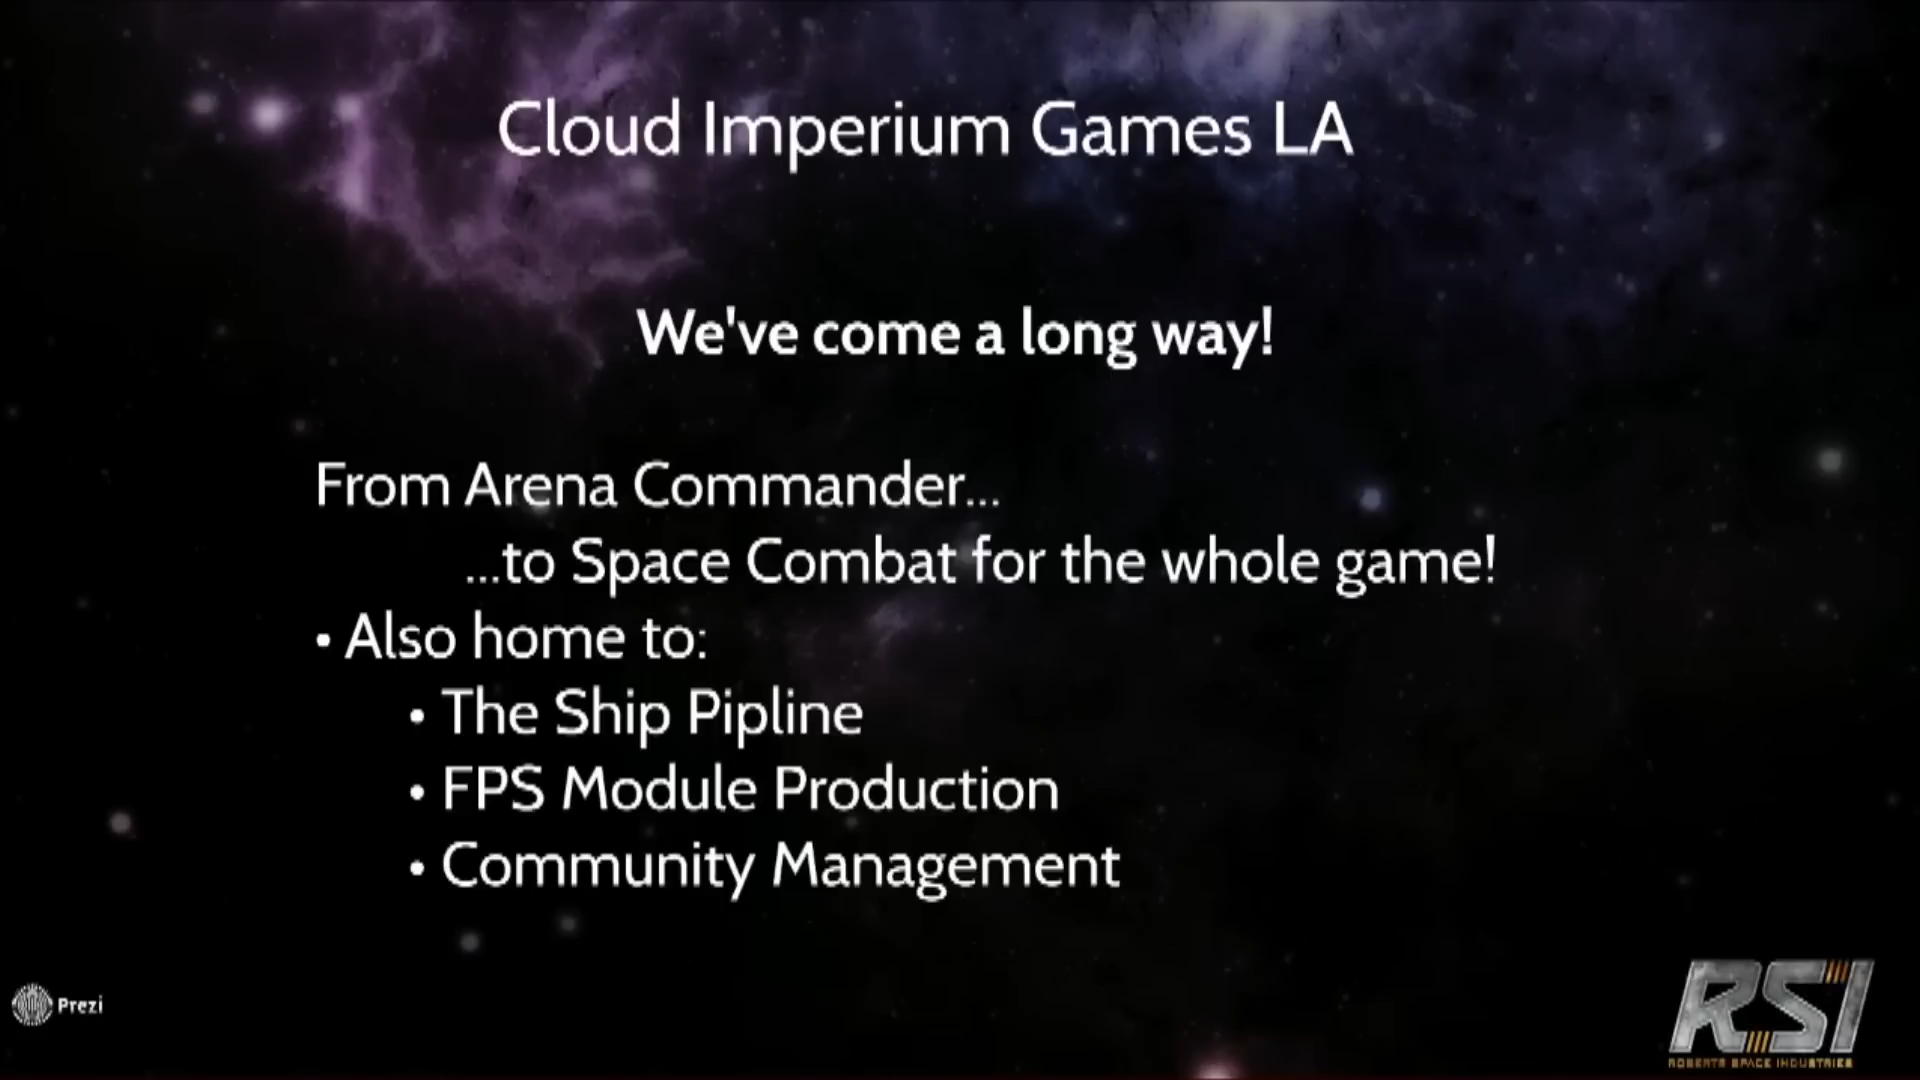 Cloud Imperium Games LA
We've come a long way!
From Arena Commander...
...to Space Combat for the whole game!
• Also home to:
• The Ship Pipline
• FPS Module Production
• Community Management
Prezi
RSI
ROBERTS SPACE INDUSTRIES